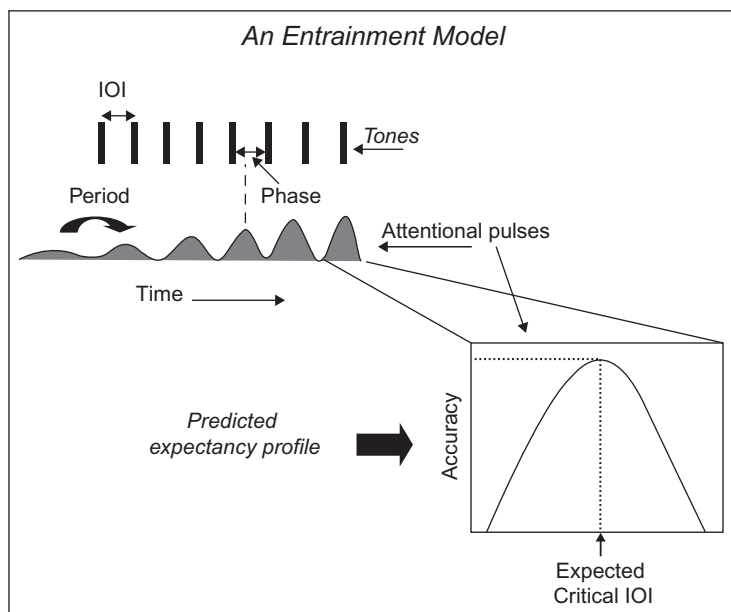 An Entrainment Model
IOI
Tones
Period
Phase
Attentional pulses
Time
Predicted
expectancy profile
Accuracy
Expected
Critical IOI